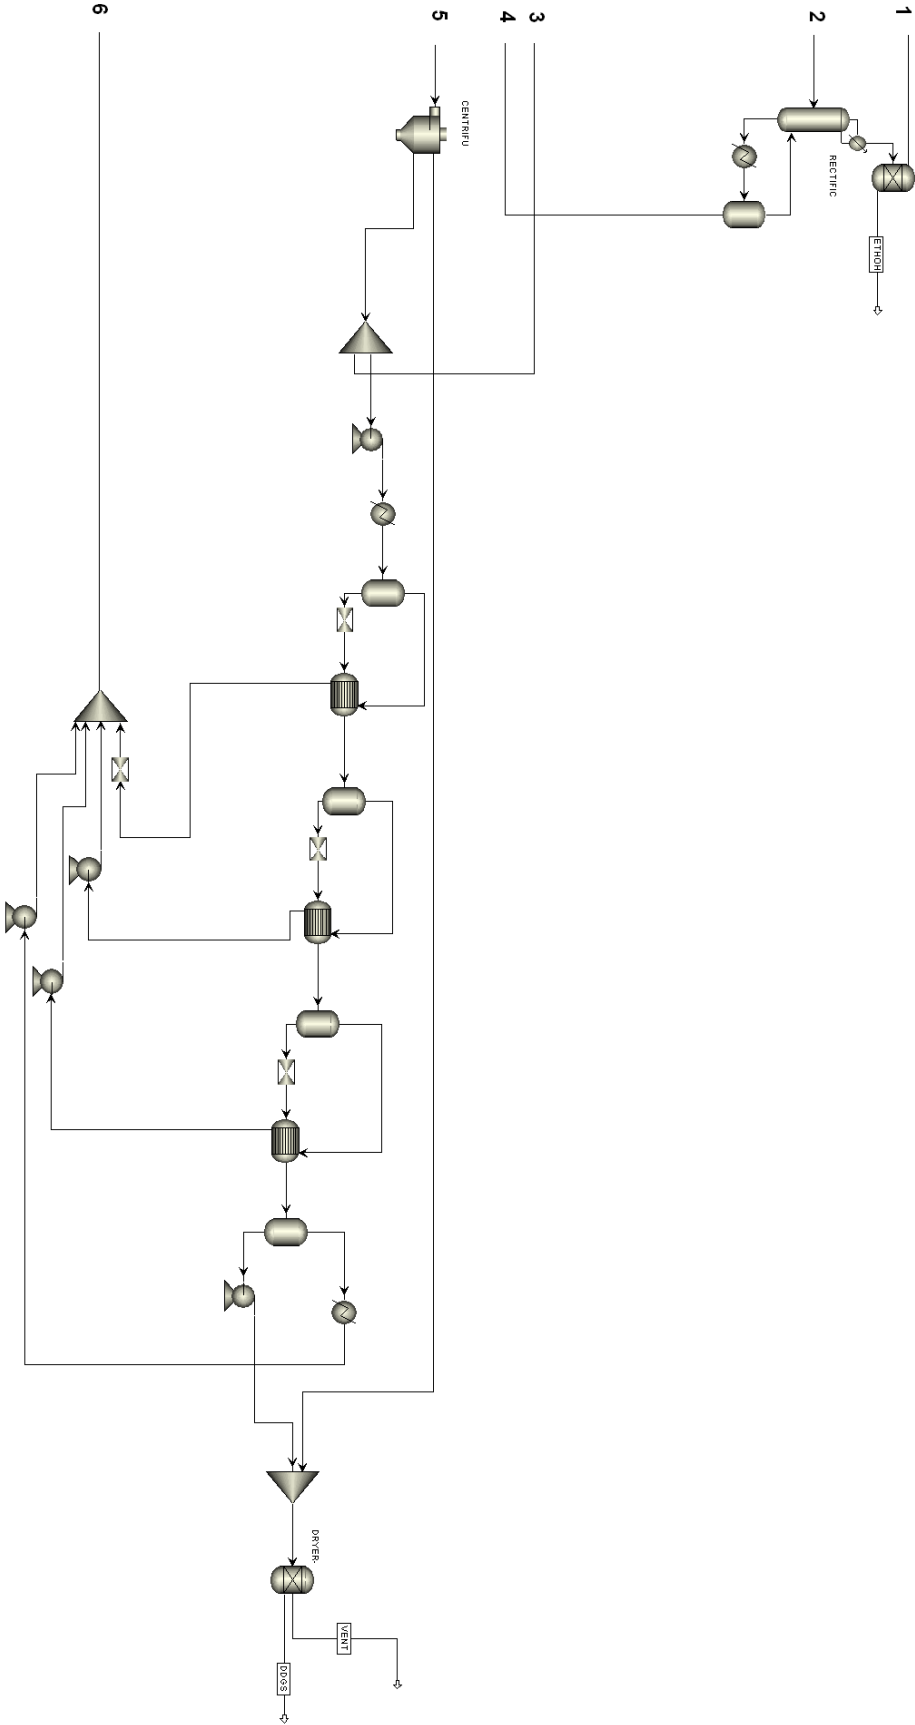 1
2
3
4
5
6
RECTIFIC
ETHOH
CENTRIFU
DRYER-
VENT
DDGS